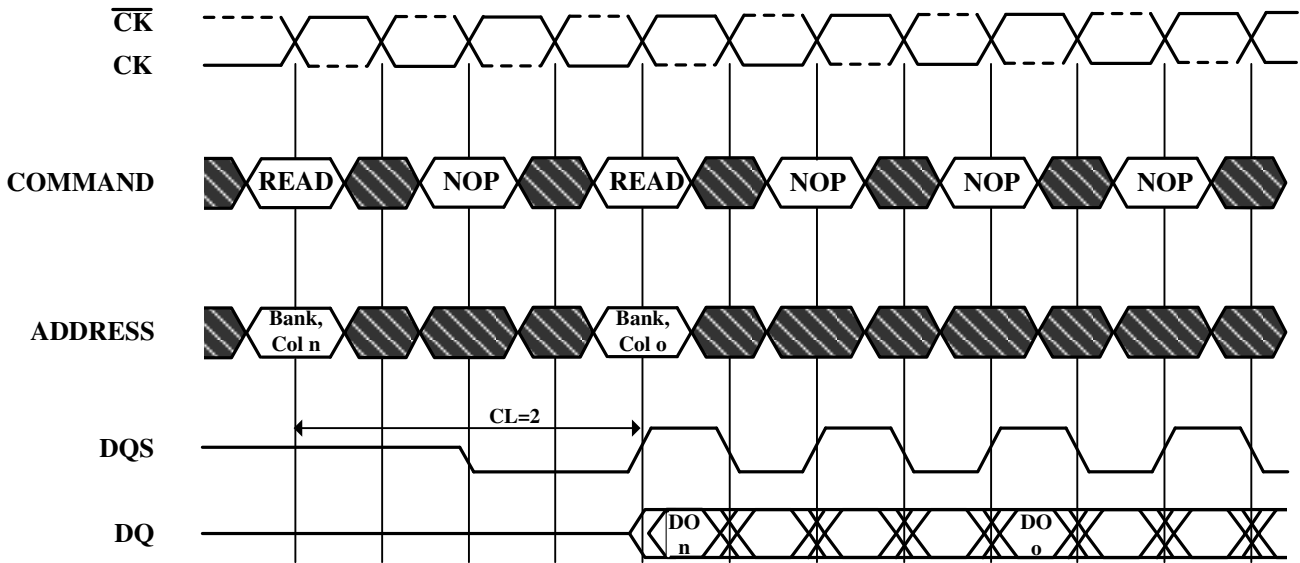 CK
CK
COMMAND READ NOP READ NOP NOP NOP
ADDRESS Bank, Col n Bank, Col o
CL=2
DQS
DQ DO n DO o